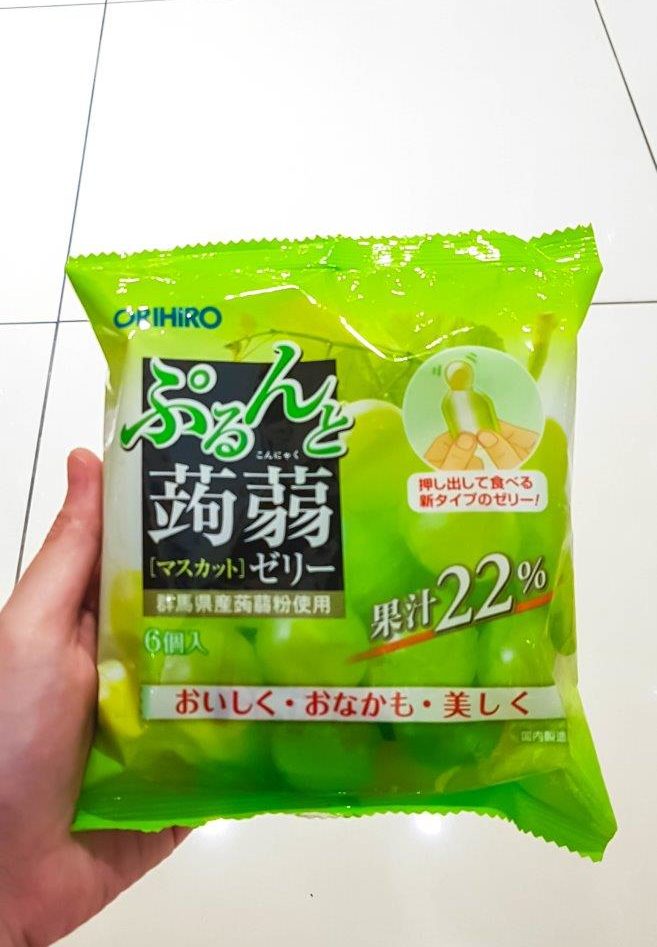 ORIHIRO
ぷるんと
こんにゃく
蒟蒻
[マスカット]ゼリー
群馬県産蒟蒻粉使用
6個入
押し出して食べる
新タイプのゼリー!
果汁22%
おいしく・おなかも・美しく
国内製造